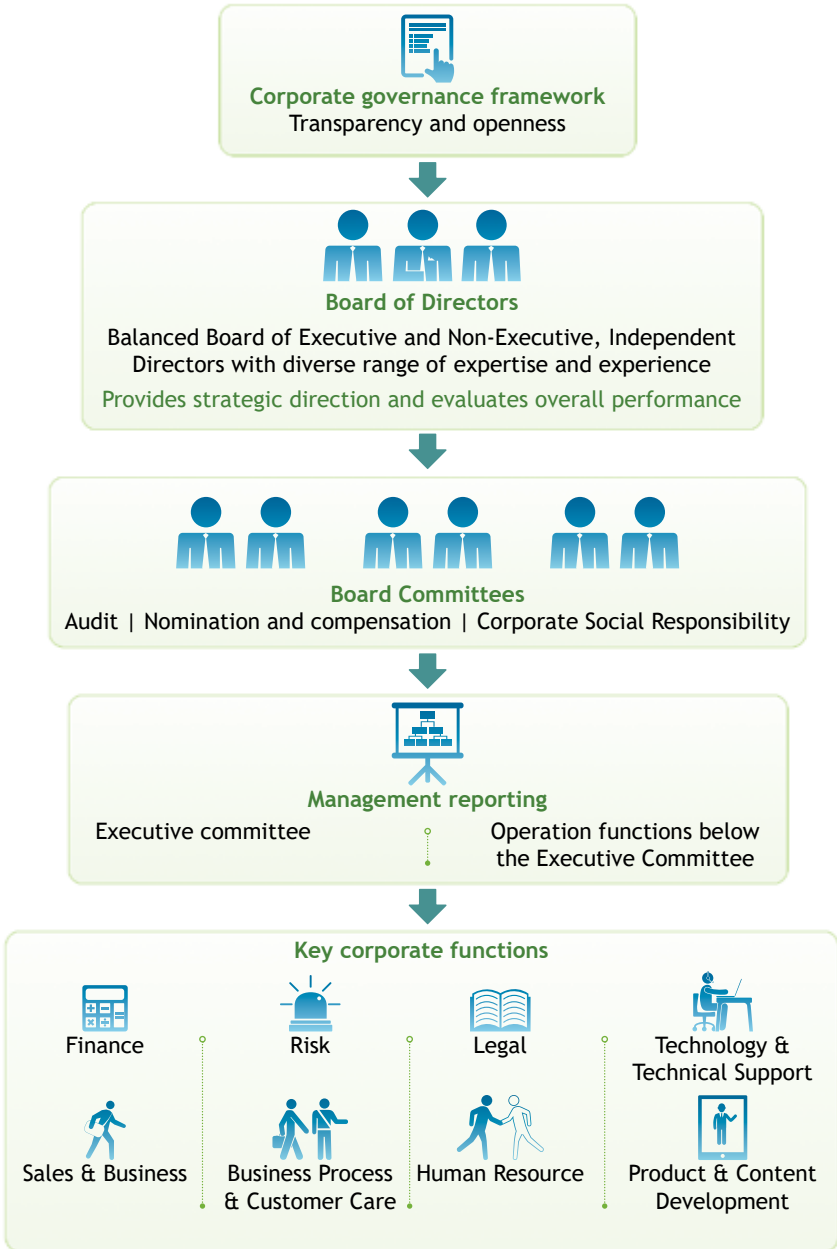 Corporate governance framework
Transparency and openness
Board of Directors
Balanced Board of Executive and Non-Executive, Independent
Directors with diverse range of expertise and experience
Provides strategic direction and evaluates overall performance
Board Committees
Audit | Nomination and compensation | Corporate Social Responsibility
Management reporting
Executive committee
Operation functions below
the Executive Committee
Key corporate functions
Finance
Risk
Legal
Technology &
Technical Support
Sales & Business
Business Process
& Customer Care
Human Resource
Product & Content
Development